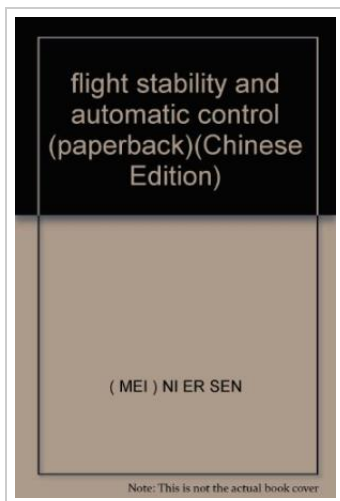 flight stability and
automatic control
(paperback)(Chinese
Edition)
( MEI ) NI ER SEN
Note: This is not the actual book cover